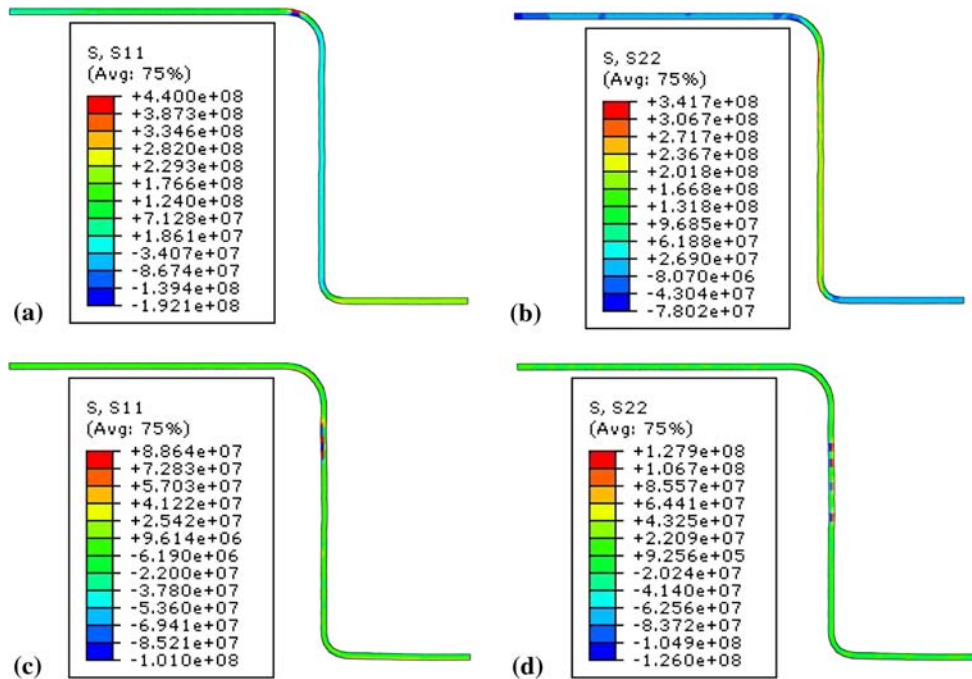 S, S11
(Avg: 75%)
+4.400e+08
+3.873e+08
+3.346e+08
+2.820e+08
+2.293e+08
+1.766e+08
+1.240e+08
+7.128e+07
+1.861e+07
-3.407e+07
-8.674e+07
-1.394e+08
-1.921e+08
(a)
S, S22
(Avg: 75%)
+3.417e+08
+3.067e+08
+2.717e+08
+2.367e+08
+2.018e+08
+1.668e+08
+1.318e+08
+9.685e+07
+6.188e+07
+2.690e+07
-8.070e+06
-4.304e+07
-7.802e+07
(b)
S, S11
(Avg: 75%)
+8.864e+07
+7.283e+07
+5.703e+07
+4.122e+07
+2.542e+07
+9.614e+06
-6.190e+06
-2.200e+07
-3.780e+07
-5.360e+07
-6.941e+07
-8.521e+07
-1.010e+08
(c)
S, S22
(Avg: 75%)
+1.279e+08
+1.067e+08
+8.557e+07
+6.441e+07
+4.325e+07
+2.209e+07
+9.256e+05
-2.024e+07
-4.140e+07
-6.256e+07
-8.372e+07
-1.049e+08
-1.260e+08
(d)